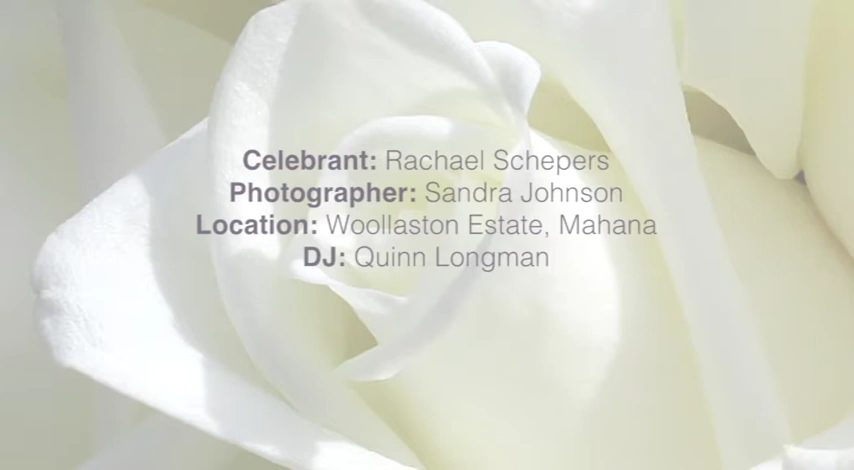 Celebrant: Rachael Schepers
Photographer: Sandra Johnson
Location: Woollaston Estate, Mahana
DJ: Quinn Longman